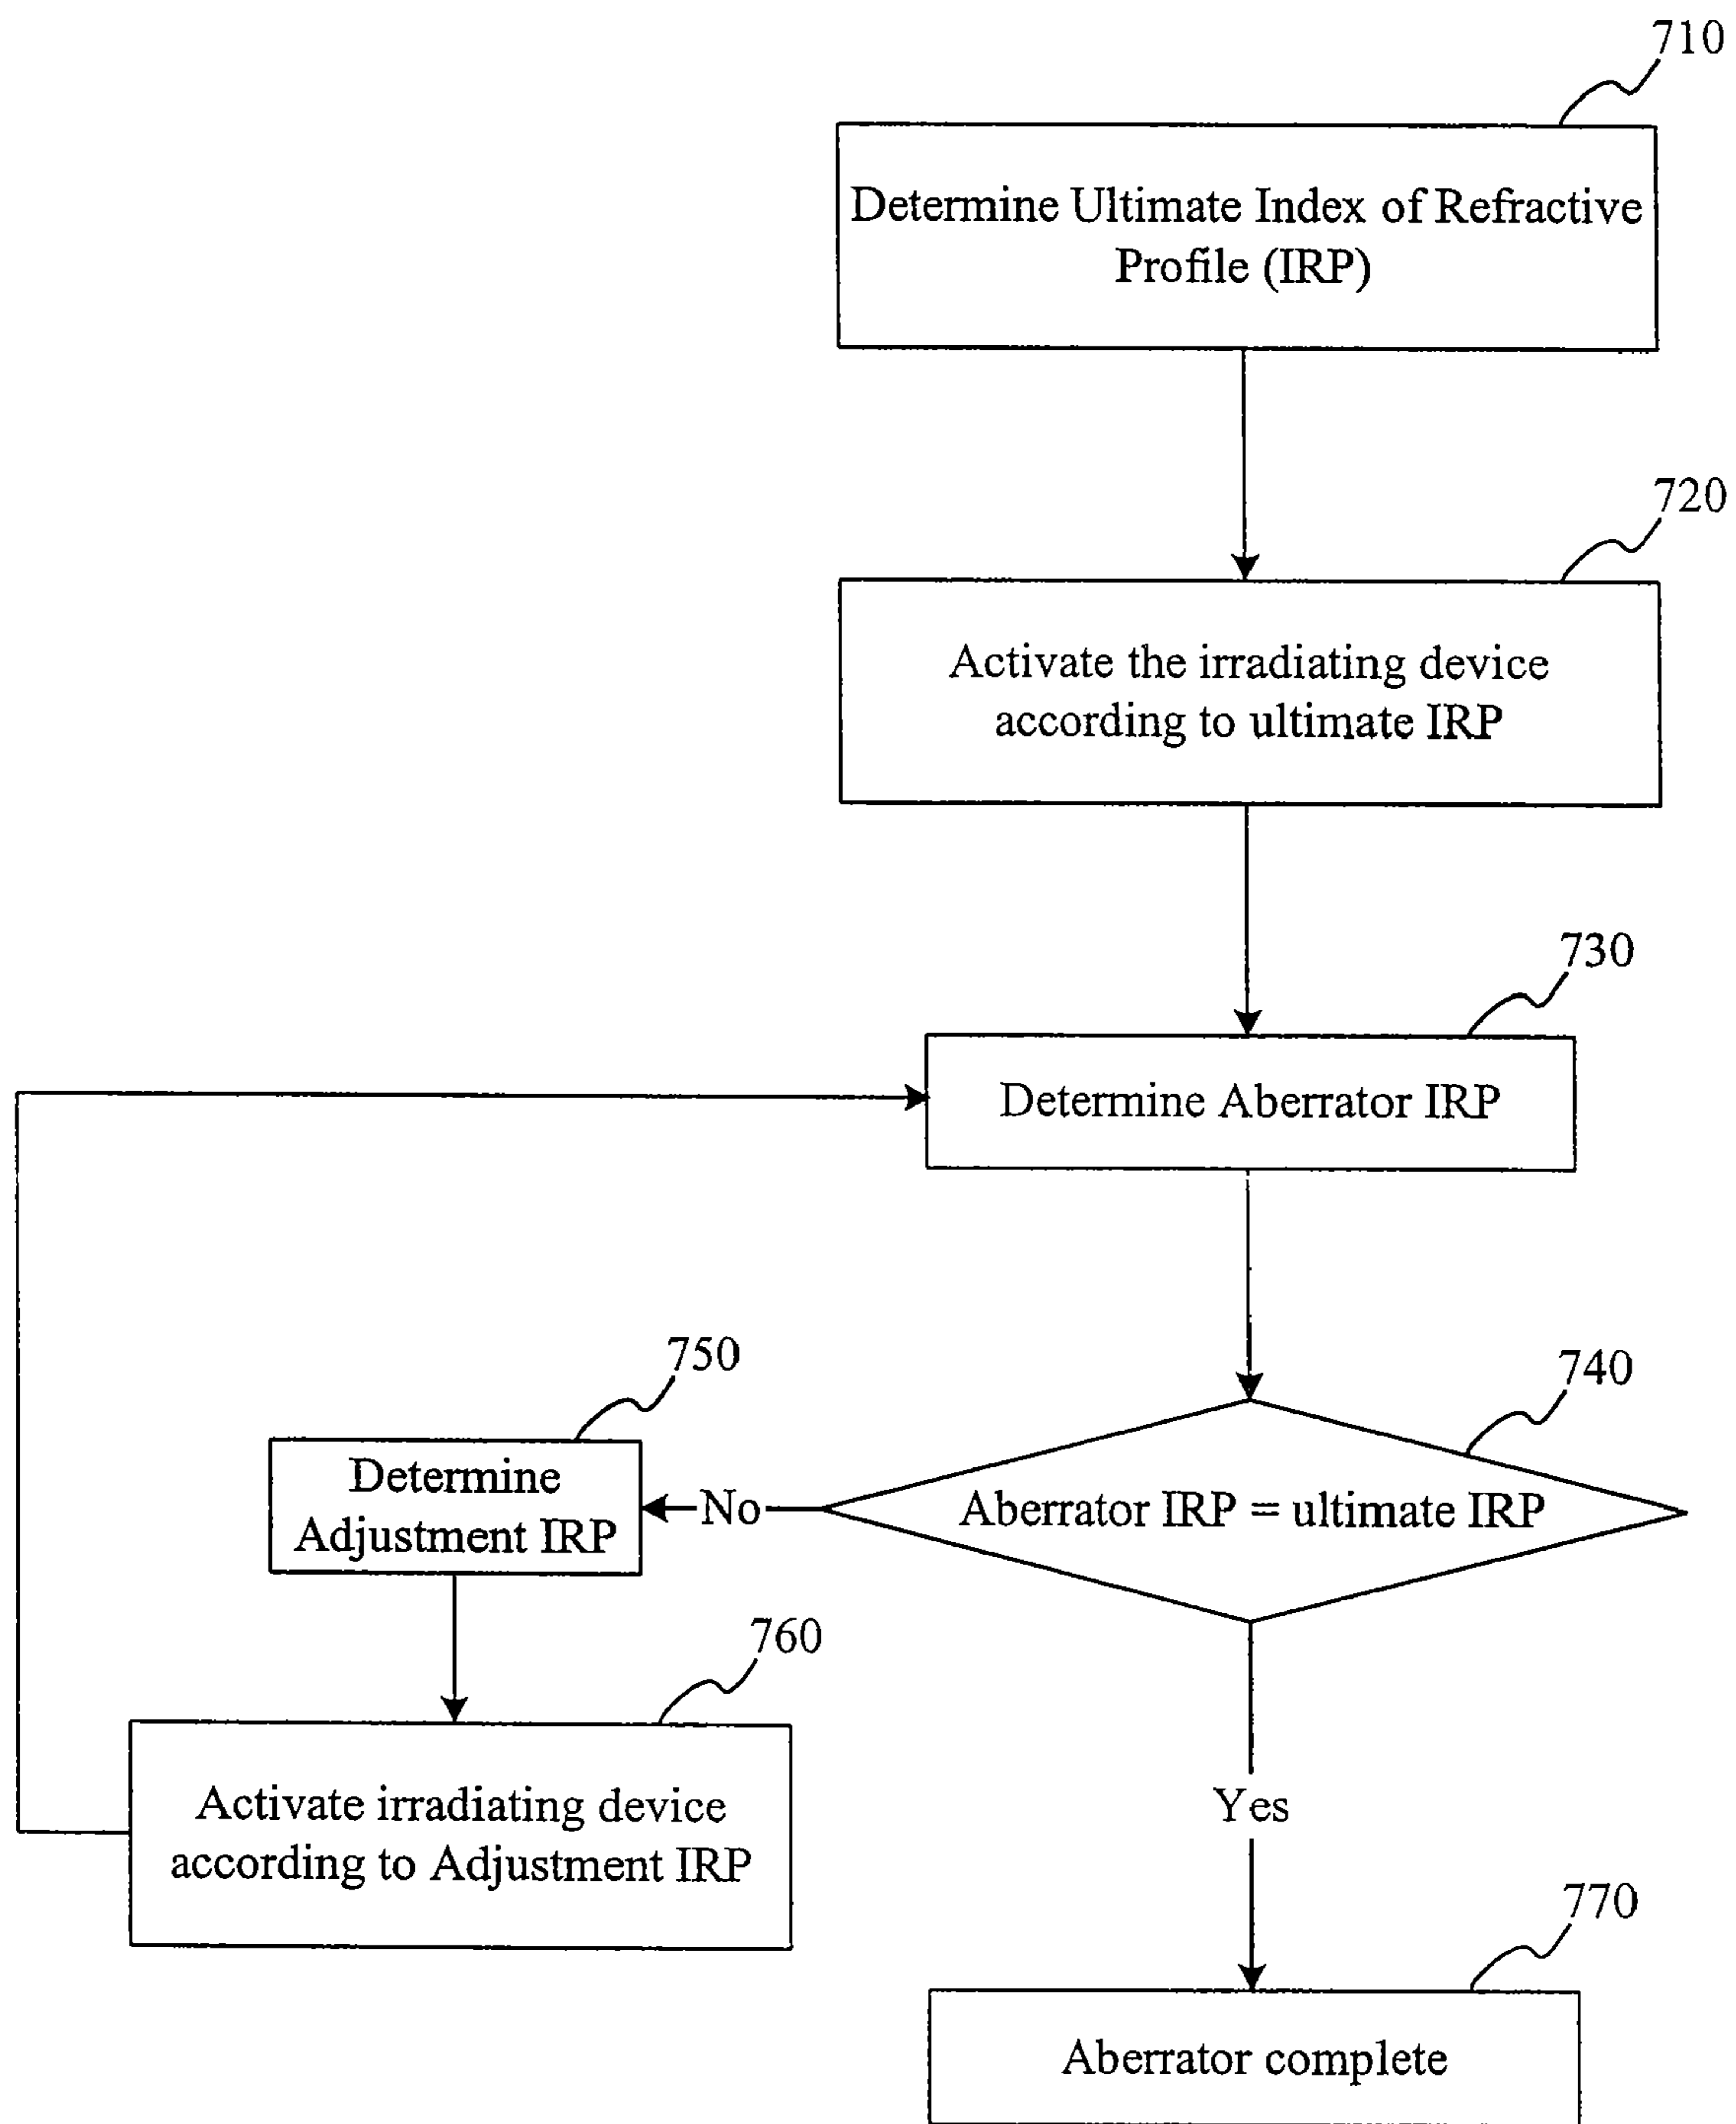 710
Determine Ultimate Index of Refractive
Profile (IRP)
720
Activate the irradiating device
according to ultimate IRP
730
Determine Aberrator IRP
740
Aberrator IRP = ultimate IRP
No
750
Determine
Adjustment IRP
760
Activate irradiating device
according to Adjustment IRP
Yes
770
Aberrator complete